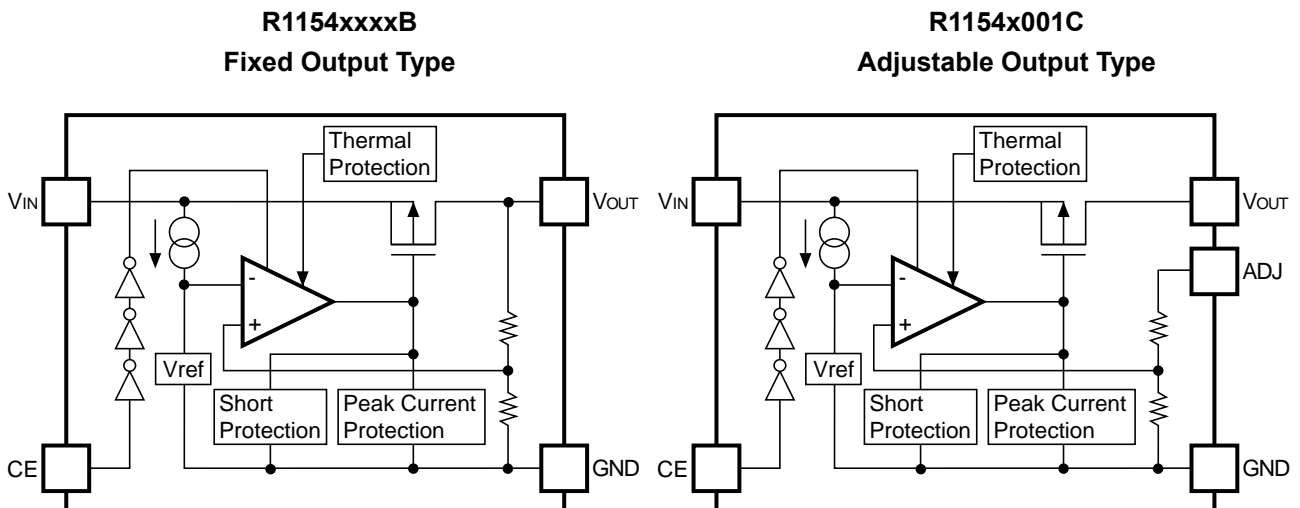 R1154xxxxB
Fixed Output Type
Thermal
Protection
VIN
VOUT
-
+
Vref
Short
Protection
Peak Current
Protection
CE
GND
R1154x001C
Adjustable Output Type
Thermal
Protection
VIN
VOUT
ADJ
-
+
Vref
Short
Protection
Peak Current
Protection
CE
GND